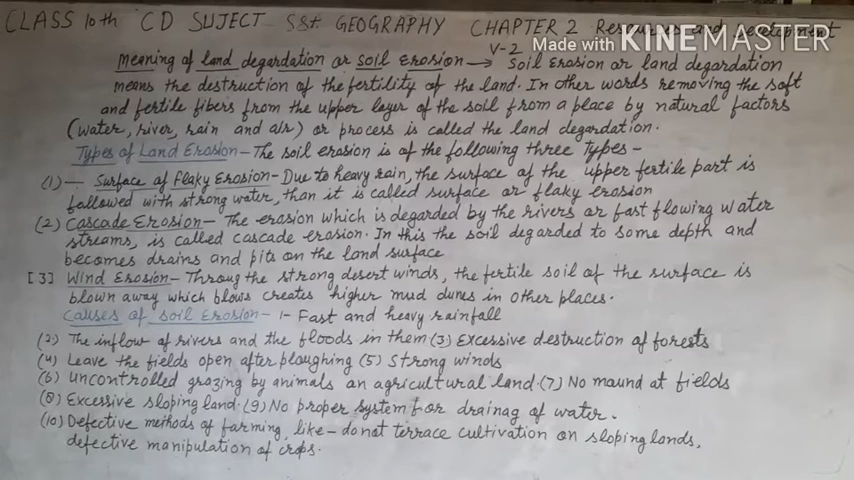 CLASS 10th CD SUJECT SSt GEOGRAPHY CHAPTER 2 Resources and development
V-2
Made with KINEMASTER
Meaning of land degardation or soil Erosion → Soil Erosion or land degardation
means the destruction of the fertility of the land. In other words removing the soft
and fertile fibers from the upper layer of the soil from a place by natural factors
(water, river, rain and air) or process is called the land degardation.
Types of Land Erosion - The soil erosion is of the following three Types -
(1) - Surface of flaky Erosion - Due to heavy rain, the surface of the upper fertile part is
followed with strong water, than it is called surface or flaky erosion
(2) Cascade Erosion - The erosion which is degarded by the rivers or fast flowing water
streams, is called cascade erosion. In this the soil degarded to some depth and
becomes drains and pits on the land surface
[3] Wind Erosion - Throug the strong desert winds, the fertile soil of the surface is
blown away which blows creates higher mud dunes in other places.
Causes of soil Erosion - 1- Fast and heavy rainfall
(2) The inflow of rivers and the floods in them (3) Excessive destruction of forests
(4) Leave the fields open after ploughing (5) Strong winds
(6) uncontrolled grazing by animals an agricultural land (7) No maund at fields
(8) Excessive sloping land (9) No proper system for drainag of water.
(10) Defective methods of farming like - do not terrace cultivation on sloping lands,
defective manipulation of crops.